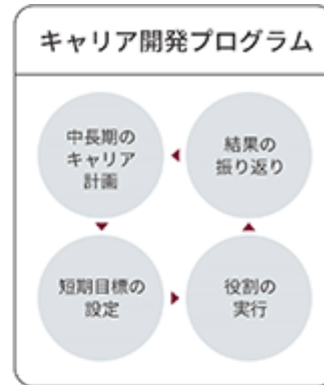 キャリア開発プログラム
中長期の
キャリア
計画
結果の
振り返り
短期目標の
設定
役割の
実行